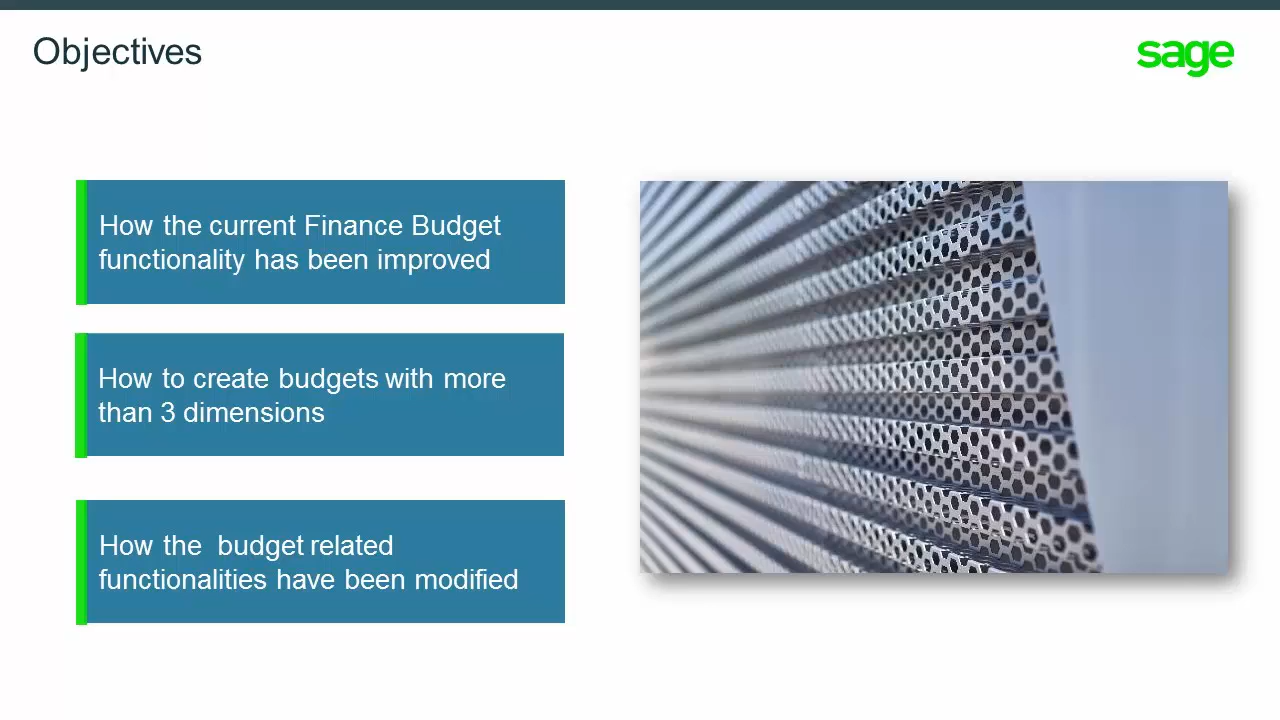 Objectives
sage
How the current Finance Budget
functionality has been improved
How to create budgets with more
than 3 dimensions
How the  budget related
functionalities have been modified